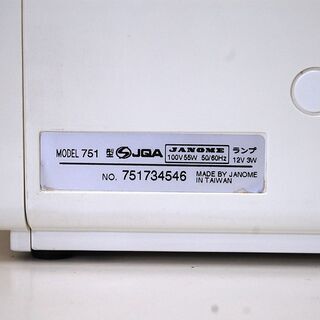 MODEL 751 型 JQA JANOME ランプ
100V 55W 50/60Hz 12V 3W
NO. 751734546 MADE BY JANOME
IN TAIWAN